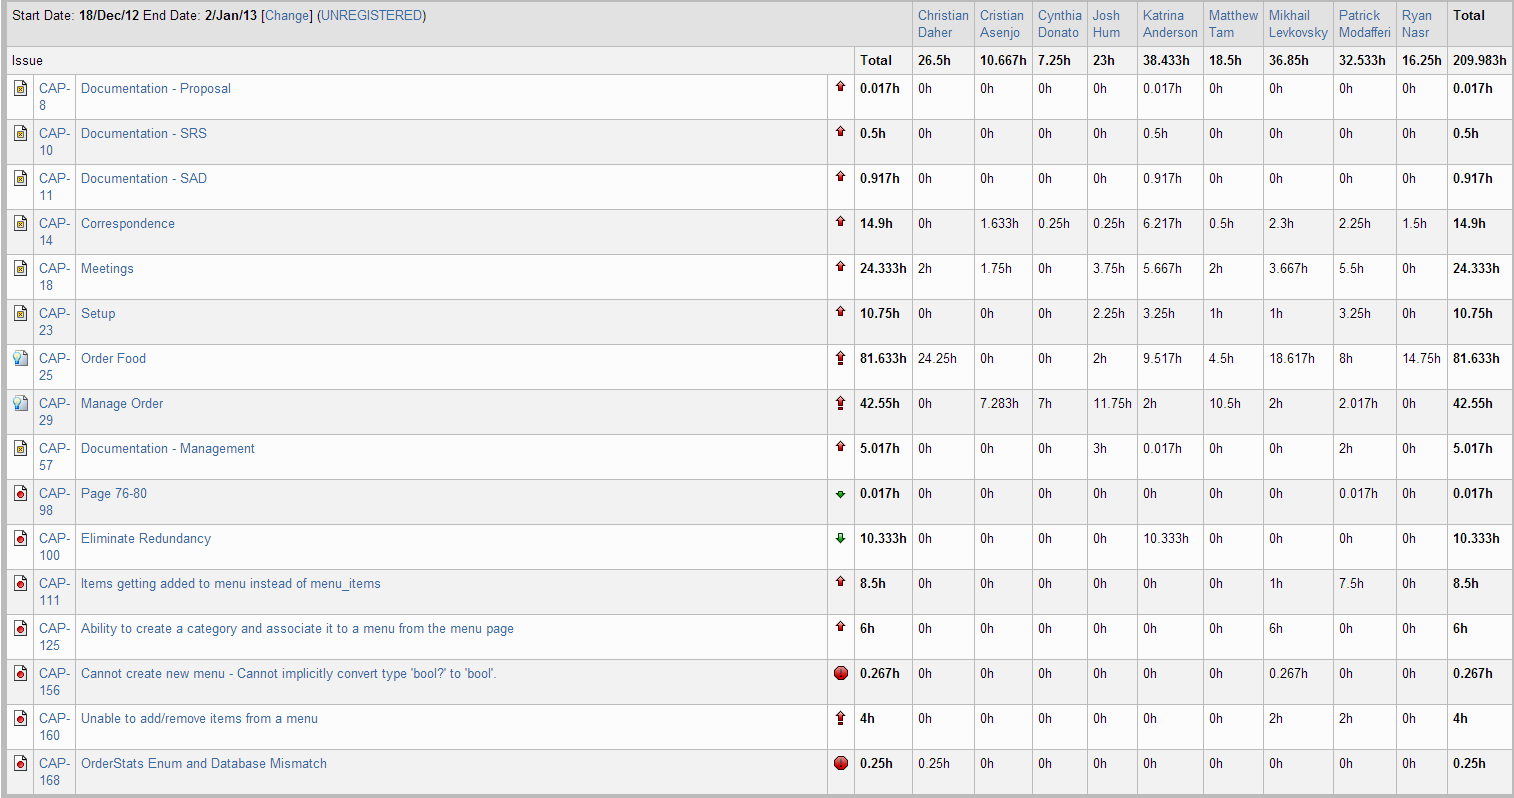 Start Date: 18/Dec/12 End Date: 2/Jan/13 [Change] (UNREGISTERED) Christian Daher Cristian Asenjo Cynthia Donato Josh Hum Katrina Anderson Matthew Tam Mikhail Levkovsky Patrick Modafferi Ryan Nasr Total
Issue Total 26.5h 10.667h 7.25h 23h 38.433h 18.5h 36.85h 32.533h 16.25h 209.983h
CAP-8 Documentation - Proposal 0.017h 0h 0h 0h 0h 0.017h 0h 0h 0h 0h 0.017h
CAP-10 Documentation - SRS 0.5h 0h 0h 0h 0h 0.5h 0h 0h 0h 0h 0.5h
CAP-11 Documentation - SAD 0.917h 0h 0h 0h 0h 0.917h 0h 0h 0h 0h 0.917h
CAP-14 Correspondence 14.9h 0h 1.633h 0.25h 0.25h 6.217h 0.5h 2.3h 2.25h 1.5h 14.9h
CAP-18 Meetings 24.333h 2h 1.75h 0h 3.75h 5.667h 2h 3.667h 5.5h 0h 24.333h
CAP-23 Setup 10.75h 0h 0h 0h 2.25h 3.25h 1h 1h 3.25h 0h 10.75h
CAP-25 Order Food 81.633h 24.25h 0h 0h 2h 9.517h 4.5h 18.617h 8h 14.75h 81.633h
CAP-29 Manage Order 42.55h 0h 7.283h 7h 11.75h 2h 10.5h 2h 2.017h 0h 42.55h
CAP-57 Documentation - Management 5.017h 0h 0h 0h 3h 0.017h 0h 0h 2h 0h 5.017h
CAP-98 Page 76-80 0.017h 0h 0h 0h 0h 0h 0h 0h 0.017h 0h 0.017h
CAP-100 Eliminate Redundancy 10.333h 0h 0h 0h 0h 10.333h 0h 0h 0h 0h 10.333h
CAP-111 Items getting added to menu instead of menu_items 8.5h 0h 0h 0h 0h 0h 0h 1h 7.5h 0h 8.5h
CAP-125 Ability to create a category and associate it to a menu from the menu page 6h 0h 0h 0h 0h 0h 0h 6h 0h 0h 6h
CAP-156 Cannot create new menu - Cannot implicitly convert type 'bool?' to 'bool'. 0.267h 0h 0h 0h 0h 0h 0h 0.267h 0h 0h 0.267h
CAP-160 Unable to add/remove items from a menu 4h 0h 0h 0h 0h 0h 0h 2h 2h 0h 4h
CAP-168 OrderStats Enum and Database Mismatch 0.25h 0.25h 0h 0h 0h 0h 0h 0h 0h 0h 0.25h